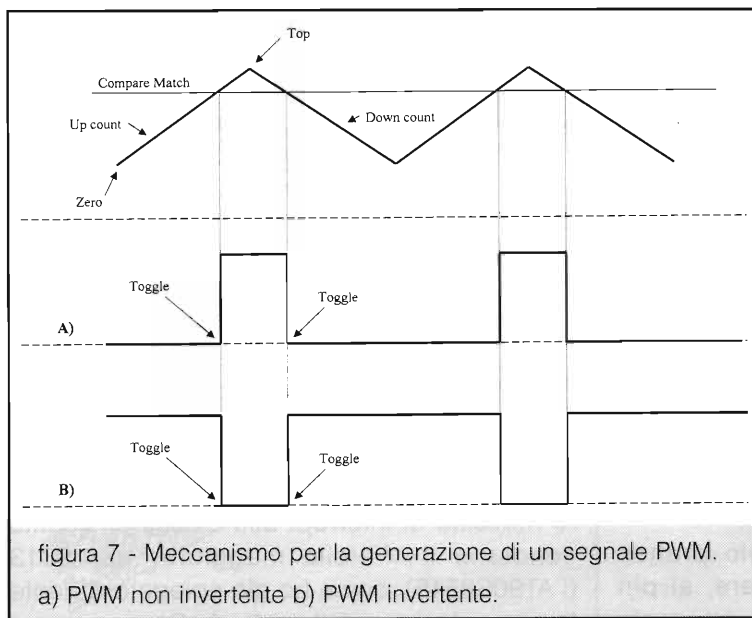 Top
Compare Match
Up count
Down count
Zero
Toggle
Toggle
A)
Toggle
Toggle
B)
figura 7 - Meccanismo per la generazione di un segnale PWM.
a) PWM non invertente b) PWM invertente.